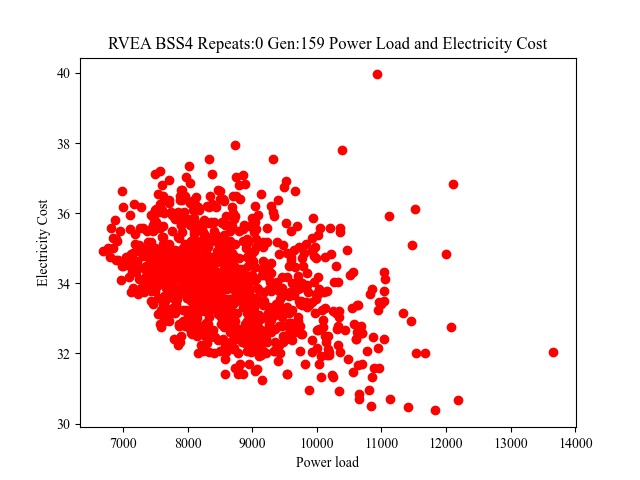 RVEA BSS4 Repeats:0 Gen:159 Power Load and Electricity Cost
40
38
36
34
32
30
Electricity Cost
7000 8000 9000 10000 11000 12000 13000 14000
Power load